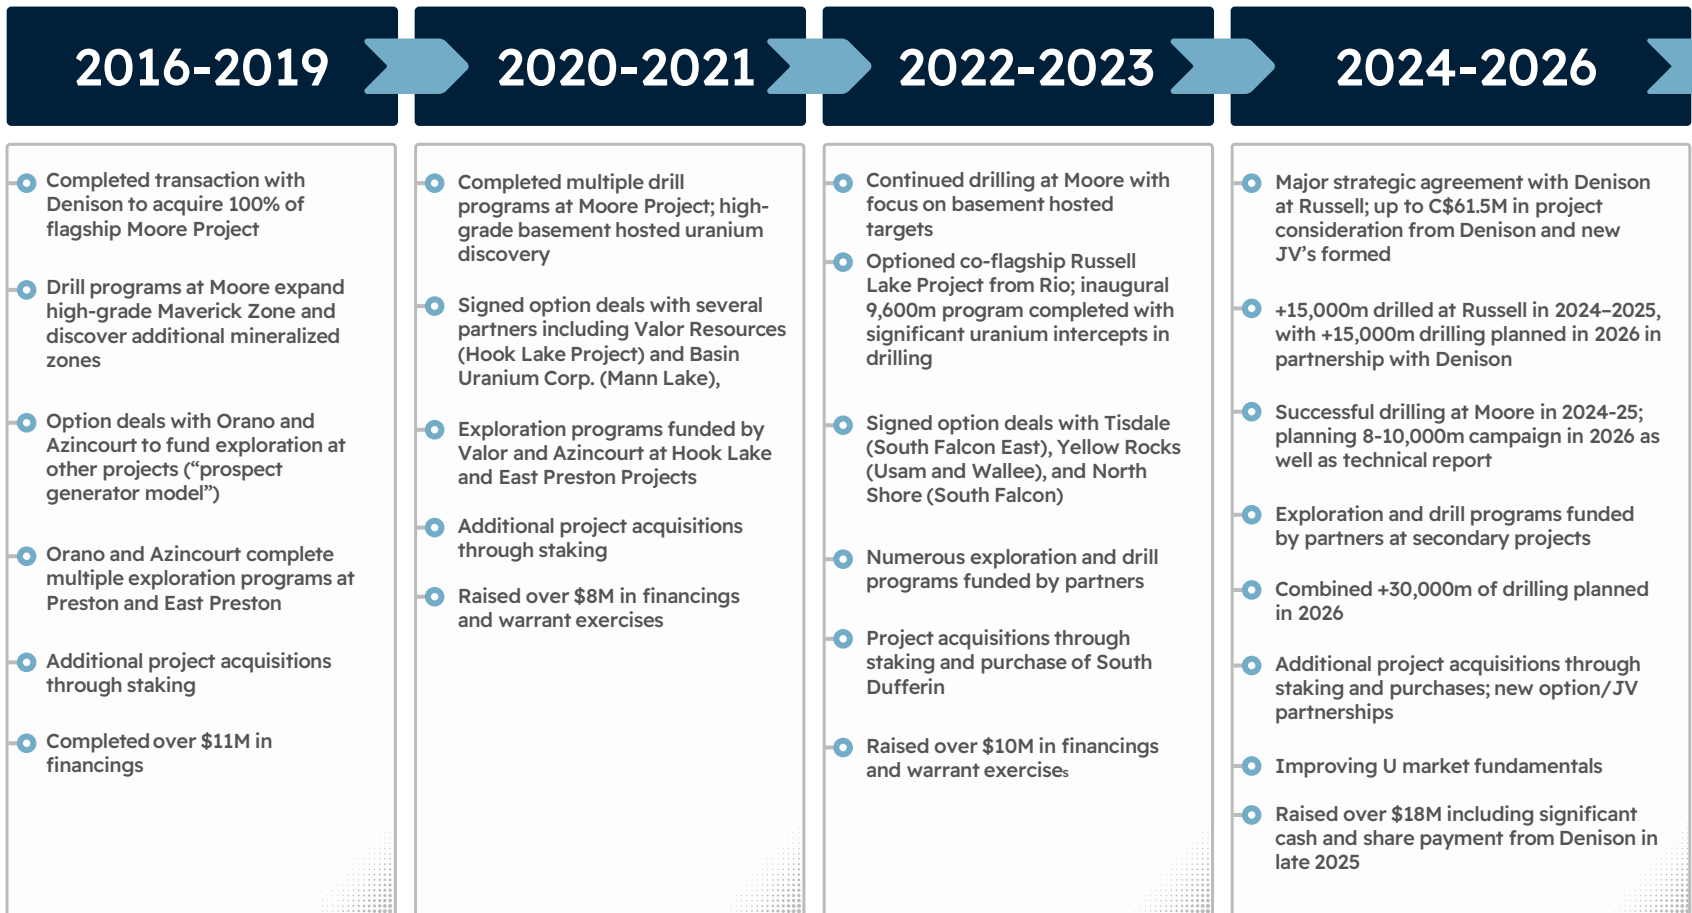 2016-2019
Completed transaction with
Denison to acquire 100% of
flagship Moore Project
Drill programs at Moore expand
high-grade Maverick Zone and
discover additional mineralized
zones
Option deals with Orano and
Azincourt to fund exploration at
other projects (“prospect
generator model”)
Orano and Azincourt complete
multiple exploration programs at
Preston and East Preston
Additional project acquisitions
through staking
Completed over $11M in
financings
2020-2021
Completed multiple drill
programs at Moore Project; high-
grade basement hosted uranium
discovery
Signed option deals with several
partners including Valor Resources
(Hook Lake Project) and Basin
Uranium Corp. (Mann Lake),
Exploration programs funded by
Valor and Azincourt at Hook Lake
and East Preston Projects
Additional project acquisitions
through staking
Raised over $8M in financings
and warrant exercises
2022-2023
Continued drilling at Moore with
focus on basement hosted
targets
Optioned co-flagship Russell
Lake Project from Rio; inaugural
9,600m program completed with
significant uranium intercepts in
drilling
Signed option deals with Tisdale
(South Falcon East), Yellow Rocks
(Usam and Wallee), and North
Shore (South Falcon)
Numerous exploration and drill
programs funded by partners
Project acquisitions through
staking and purchase of South
Dufferin
Raised over $10M in financings
and warrant exercises
2024-2026
Major strategic agreement with Denison
at Russell; up to C$61.5M in project
consideration from Denison and new
JV’s formed
+15,000m drilled at Russell in 2024–2025,
with +15,000m drilling planned in 2026 in
partnership with Denison
Successful drilling at Moore in 2024-25;
planning 8-10,000m campaign in 2026 as
well as technical report
Exploration and drill programs funded
by partners at secondary projects
Combined +30,000m of drilling planned
in 2026
Additional project acquisitions through
staking and purchases; new option/JV
partnerships
Improving U market fundamentals
Raised over $18M including significant
cash and share payment from Denison in
late 2025